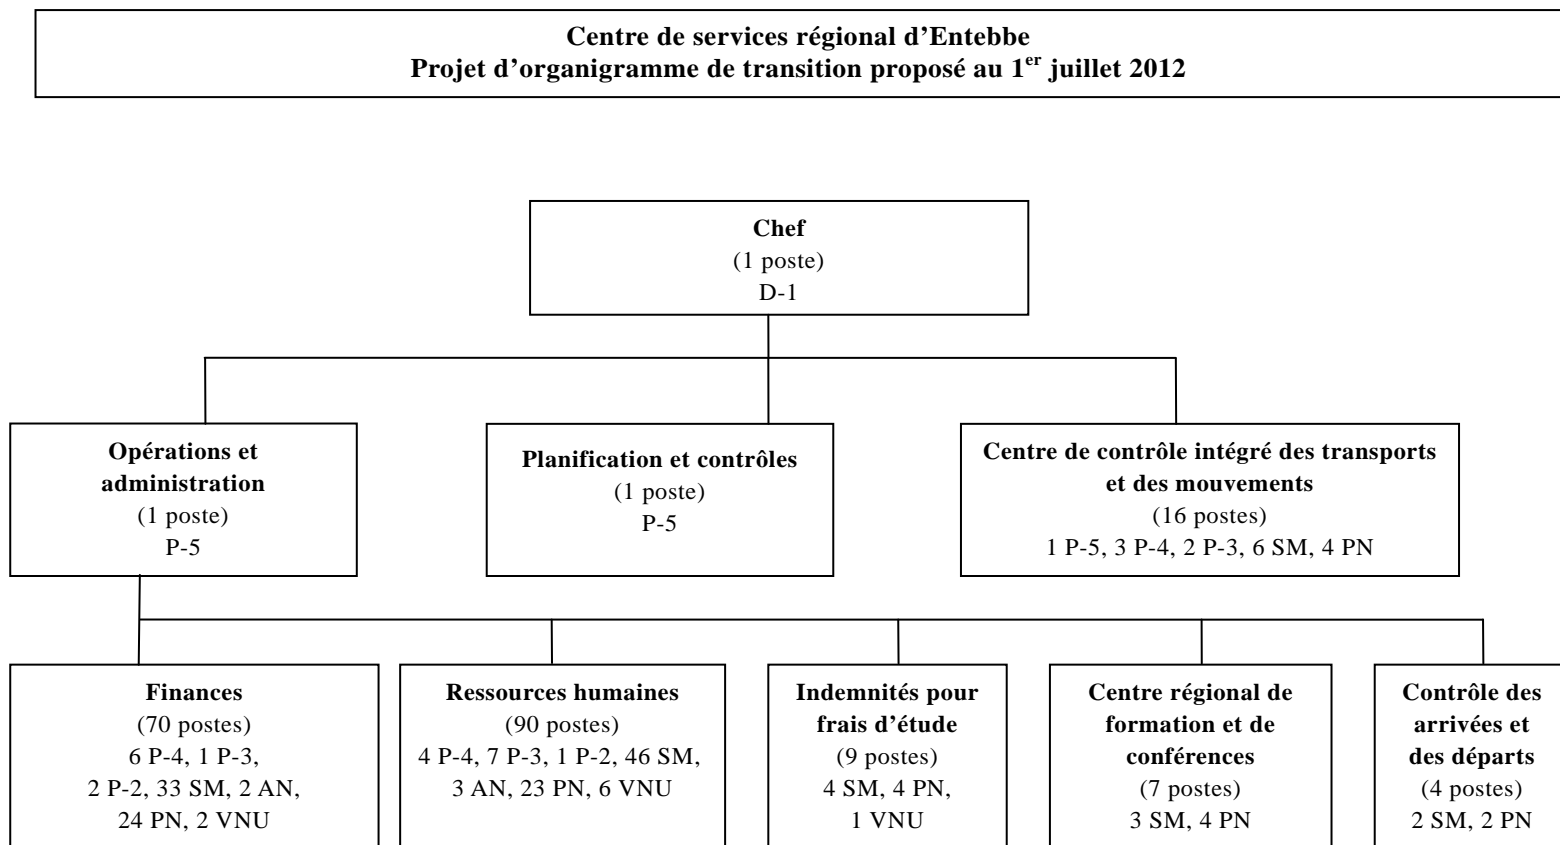 Centre de services régional d’Entebbe
Projet d’organigramme de transition proposé au 1er juillet 2012
Chef
(1 poste)
D-1
Opérations et
administration
(1 poste)
P-5
Planification et contrôles
(1 poste)
P-5
Centre de contrôle intégré des transports
et des mouvements
(16 postes)
1 P-5, 3 P-4, 2 P-3, 6 SM, 4 PN
Finances
(70 postes)
6 P-4, 1 P-3,
2 P-2, 33 SM, 2 AN,
24 PN, 2 VNU
Ressources humaines
(90 postes)
4 P-4, 7 P-3, 1 P-2, 46 SM,
3 AN, 23 PN, 6 VNU
Indemnités pour
frais d’étude
(9 postes)
4 SM, 4 PN,
1 VNU
Centre régional de
formation et de
conférences
(7 postes)
3 SM, 4 PN
Contrôle des
arrivées et
des départs
(4 postes)
2 SM, 2 PN